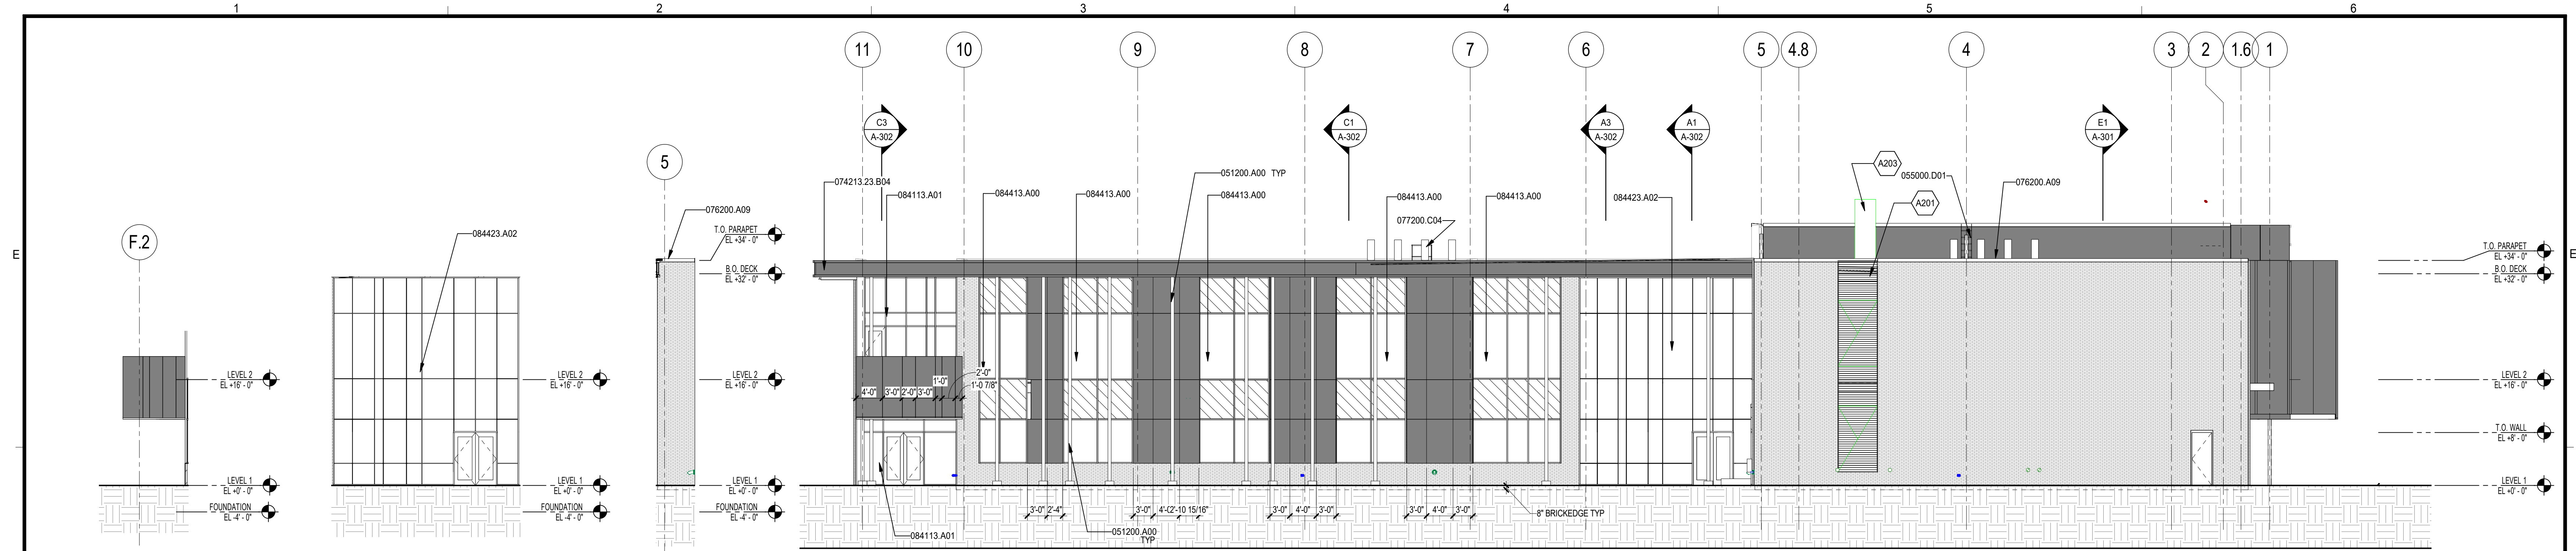 1
2
3
4
5
6
E
E
11
10
9
8
7
6
5
4.8
4
3
2
1.6
1
C3
A-302
C1
A-302
A3
A-302
A1
A-302
E1
A-301
5
F.2
A203
A201
074213.23.B04
084113.A01
084413.A00
084413.A00
051200.A00 TYP
084413.A00
084413.A00
077200.C04
084413.A00
084423.A02
055000.D01
076200.A09
076200.A09
084423.A02
T.O. PARAPET
EL +34' - 0"
B.O. DECK
EL +32' - 0"
T.O. PARAPET
EL +34' - 0"
B.O. DECK
EL +32' - 0"
LEVEL 2
EL +16' - 0"
LEVEL 2
EL +16' - 0"
LEVEL 2
EL +16' - 0"
LEVEL 2
EL +16' - 0"
4'-0"
3'-0"
2'-0"
3'-0"
1'-0"
2'-0"
1'-0 7/8"
T.O. WALL
EL +8' - 0"
LEVEL 1
EL +0' - 0"
LEVEL 1
EL +0' - 0"
LEVEL 1
EL +0' - 0"
LEVEL 1
EL +0' - 0"
FOUNDATION
EL -4' - 0"
FOUNDATION
EL -4' - 0"
FOUNDATION
EL -4' - 0"
3'-0"
2'-4"
3'-0"
2'-10 15/16"
3'-0"
4'-0"
3'-0"
3'-0"
4'-0"
3'-0"
8" BRICKEDGE TYP
084113.A01
051200.A00
TYP